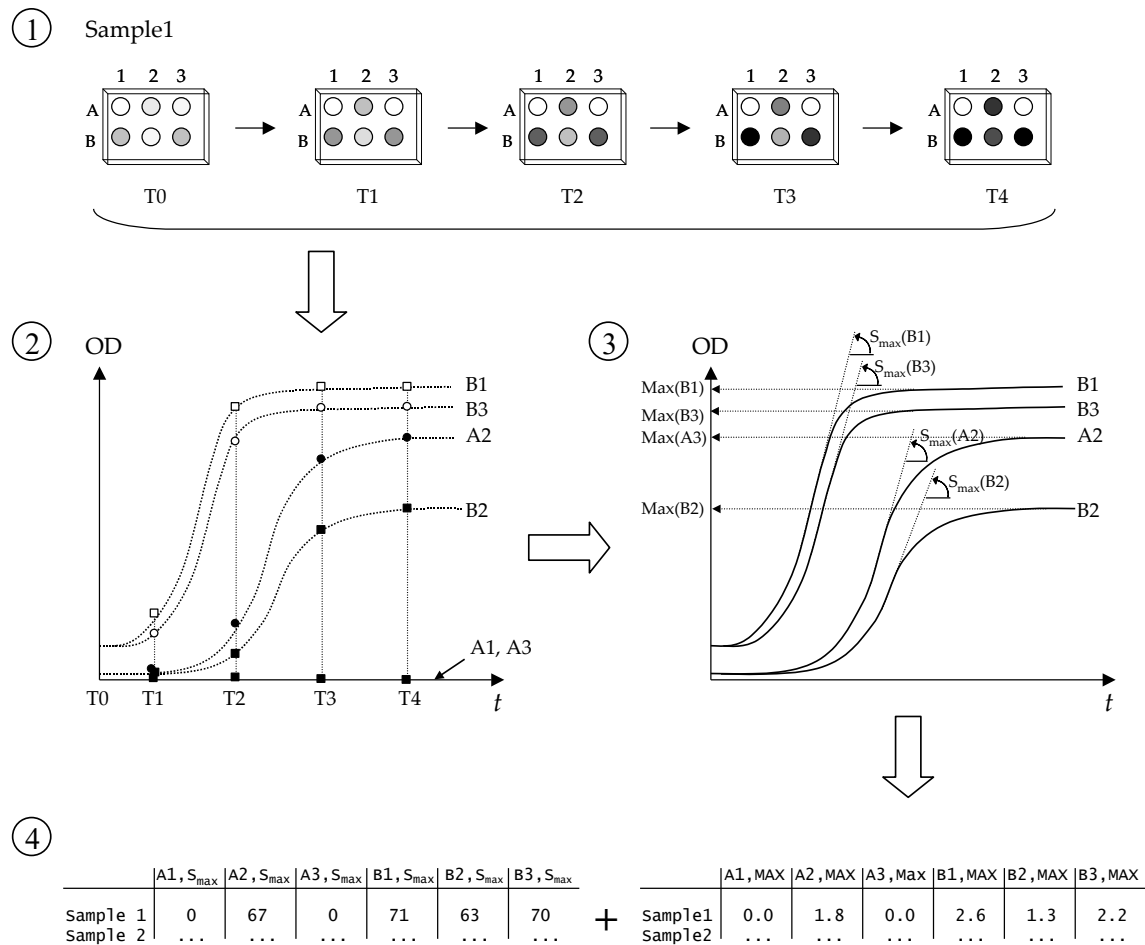 1 Sample1
1 2 3 1 2 3 1 2 3 1 2 3 1 2 3
A A A A A
B B B B B
T0 T1 T2 T3 T4
2 OD
B1
B3
A2
B2
A1, A3
T0 T1 T2 T3 T4 t
3 OD
Smax(B1)
Smax(B3)
Max(B1) B1
Max(B3) B3
Max(A3) Smax(A2) A2
Smax(B2)
Max(B2) B2
t
4
A1,Smax A2,Smax A3,Smax B1,Smax B2,Smax B3,Smax
Sample 1 0 67 0 71 63 70
Sample 2 ... ... ... ... ... ...
+
A1,MAX A2,MAX A3,Max B1,MAX B2,MAX B3,MAX
Sample1 0.0 1.8 0.0 2.6 1.3 2.2
Sample2 ... ... ... ... ... ...